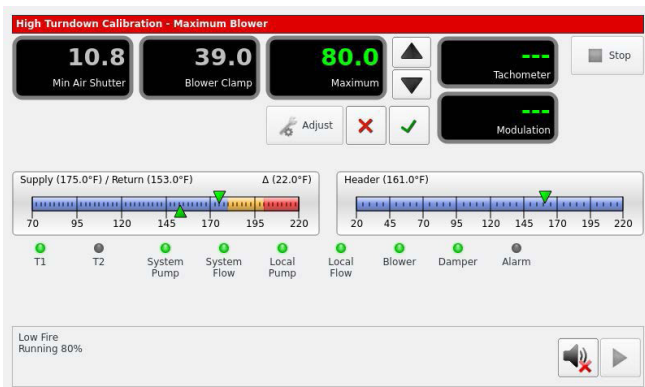 High Turndown Calibration - Maximum Blower
10.8
Min Air Shutter
39.0
Blower Clamp
80.0
Maximum
---
Tachometer
Stop
Adjust
---
Modulation
Supply (175.0°F) / Return (153.0°F) Δ (22.0°F)
70 95 120 145 170 195 220
Header (161.0°F)
20 45 70 95 120 145 170 195 220
T1
T2
System
Pump
System
Flow
Local
Pump
Local
Flow
Blower
Damper
Alarm
Low Fire
Running 80%